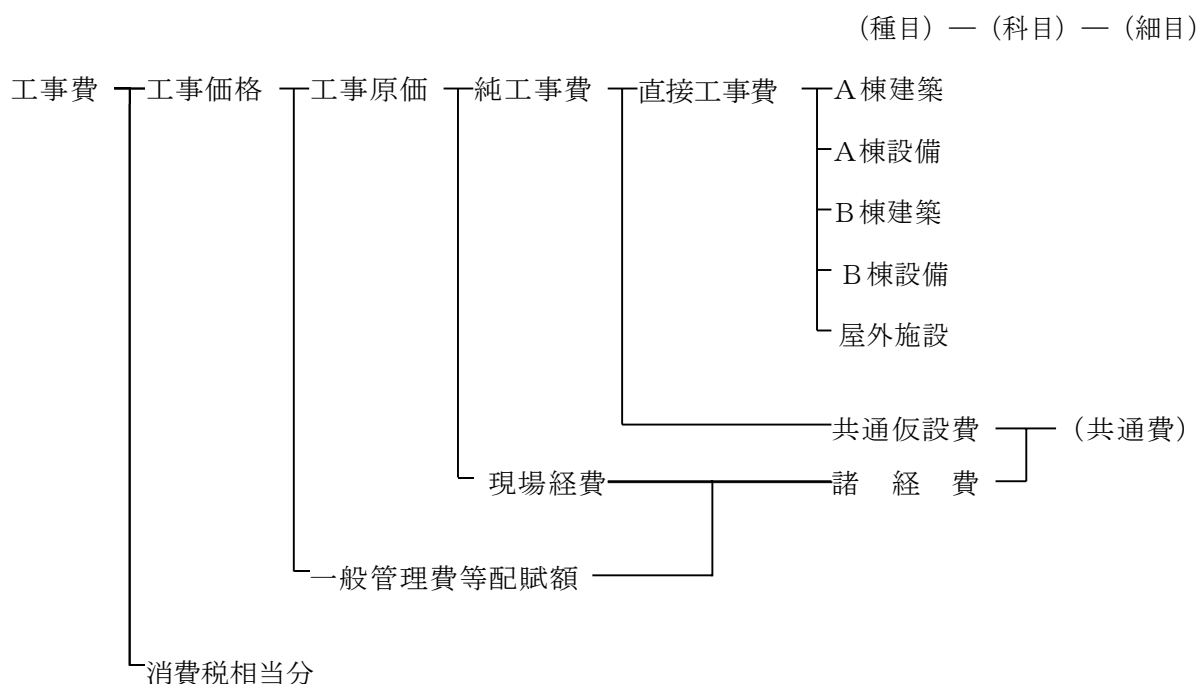 （種目）―（科目）―（細目）
工事費 工事価格 工事原価 純工事費 直接工事費 Ａ棟建築
Ａ棟設備
Ｂ棟建築
Ｂ棟設備
屋外施設
共通仮設費 （共通費）
現場経費 諸　経　費
一般管理費等配賦額
消費税相当分